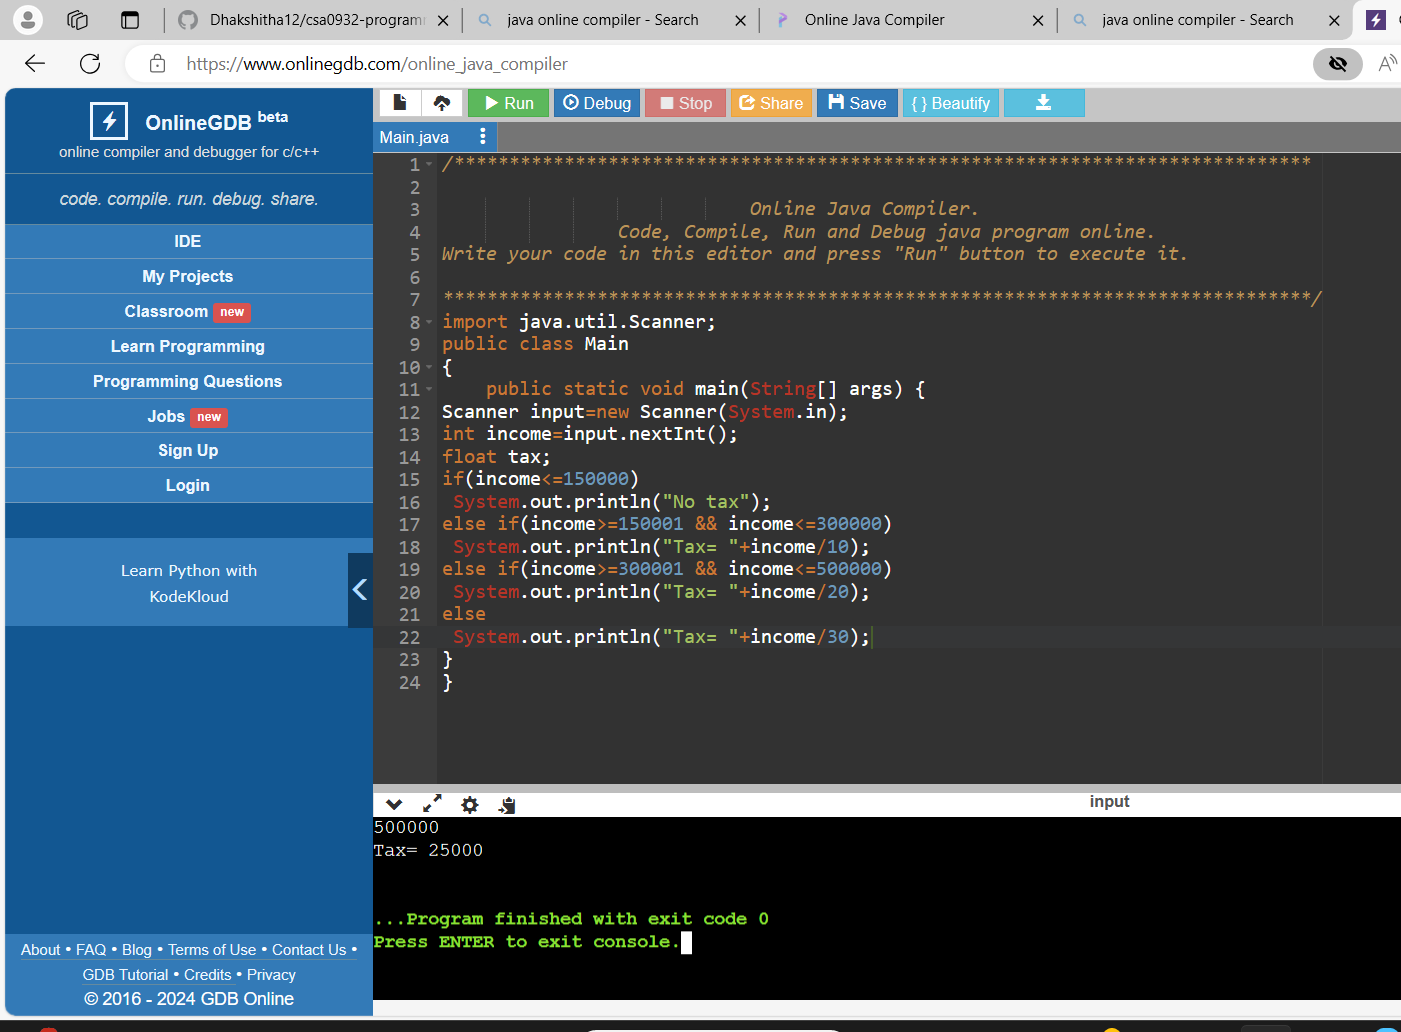 Dhakshitha12/csa0932-program
java online compiler - Search
Online Java Compiler
java online compiler - Search
https://www.onlinegdb.com/online_java_compiler
OnlineGDB beta
online compiler and debugger for c/c++
code. compile. run. debug. share.
IDE
My Projects
Classroom new
Learn Programming
Programming Questions
Jobs new
Sign Up
Login
Learn Python with
KodeKloud
About • FAQ • Blog • Terms of Use • Contact Us •
GDB Tutorial • Credits • Privacy
© 2016 - 2024 GDB Online
Run Debug Stop Share Save { } Beautify
Main.java
1 /******************************************************************************
2
3 Online Java Compiler.
4 Code, Compile, Run and Debug java program online.
5 Write your code in this editor and press "Run" button to execute it.
6
7 *******************************************************************************/
8 import java.util.Scanner;
9 public class Main
10 {
11 public static void main(String[] args) {
12 Scanner input=new Scanner(System.in);
13 int income=input.nextInt();
14 float tax;
15 if(income<=150000)
16 System.out.println("No tax");
17 else if(income>=150001 && income<=300000)
18 System.out.println("Tax= "+income/10);
19 else if(income>=300001 && income<=500000)
20 System.out.println("Tax= "+income/20);
21 else
22 System.out.println("Tax= "+income/30);
23 }
24 }
input
500000
Tax= 25000
...Program finished with exit code 0
Press ENTER to exit console.